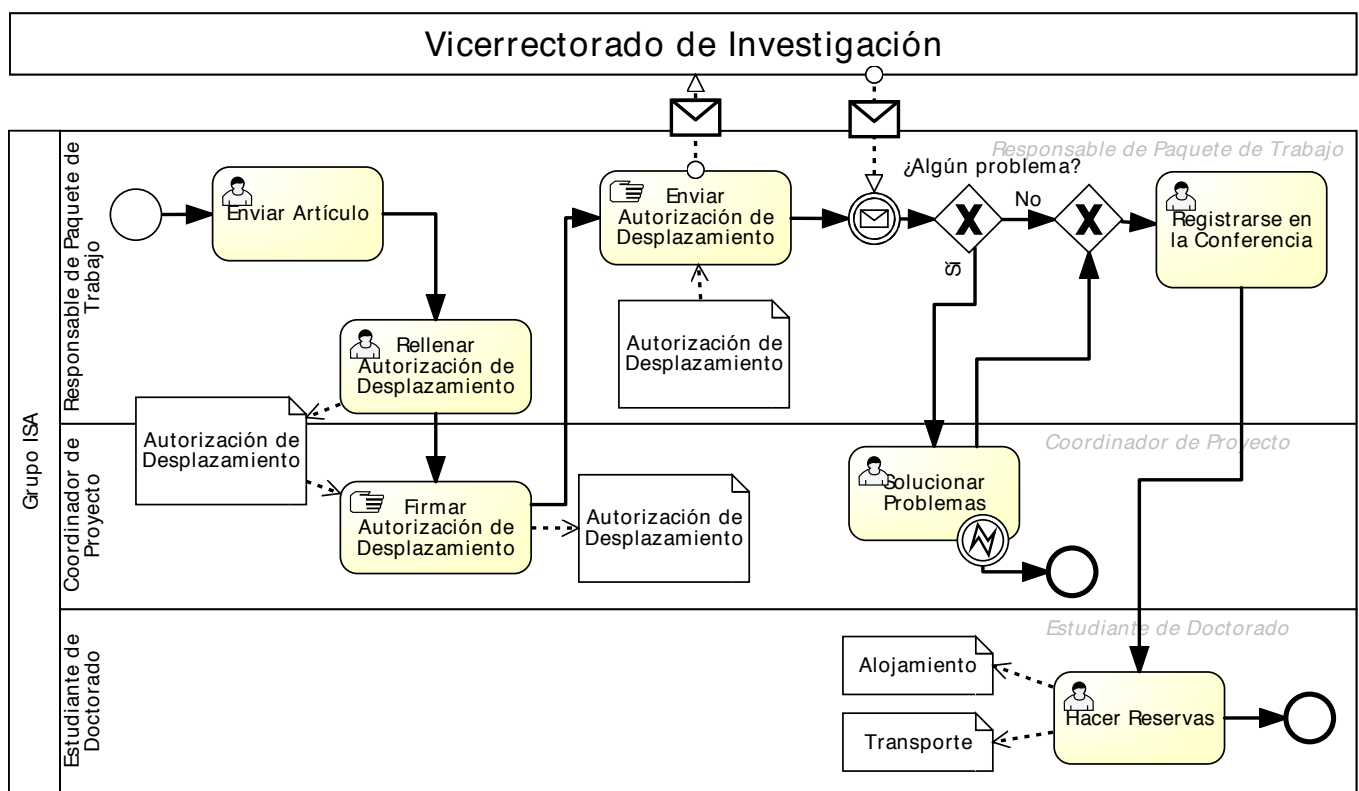 Vicerrectorado de Investigación
Grupo ISA
Responsable de Paquete de
Trabajo
Responsable de Paquete de Trabajo
Enviar Artículo
Rellenar
Autorización de
Desplazamiento
Enviar
Autorización de
Desplazamiento
Autorización de
Desplazamiento
¿Algún problema?
No
Sí
Registrarse en
la Conferencia
Coordinador de
Proyecto
Coordinador de Proyecto
Autorización de
Desplazamiento
Firmar
Autorización de
Desplazamiento
Autorización de
Desplazamiento
Solucionar
Problemas
Estudiante de
Doctorado
Estudiante de Doctorado
Alojamiento
Transporte
Hacer Reservas